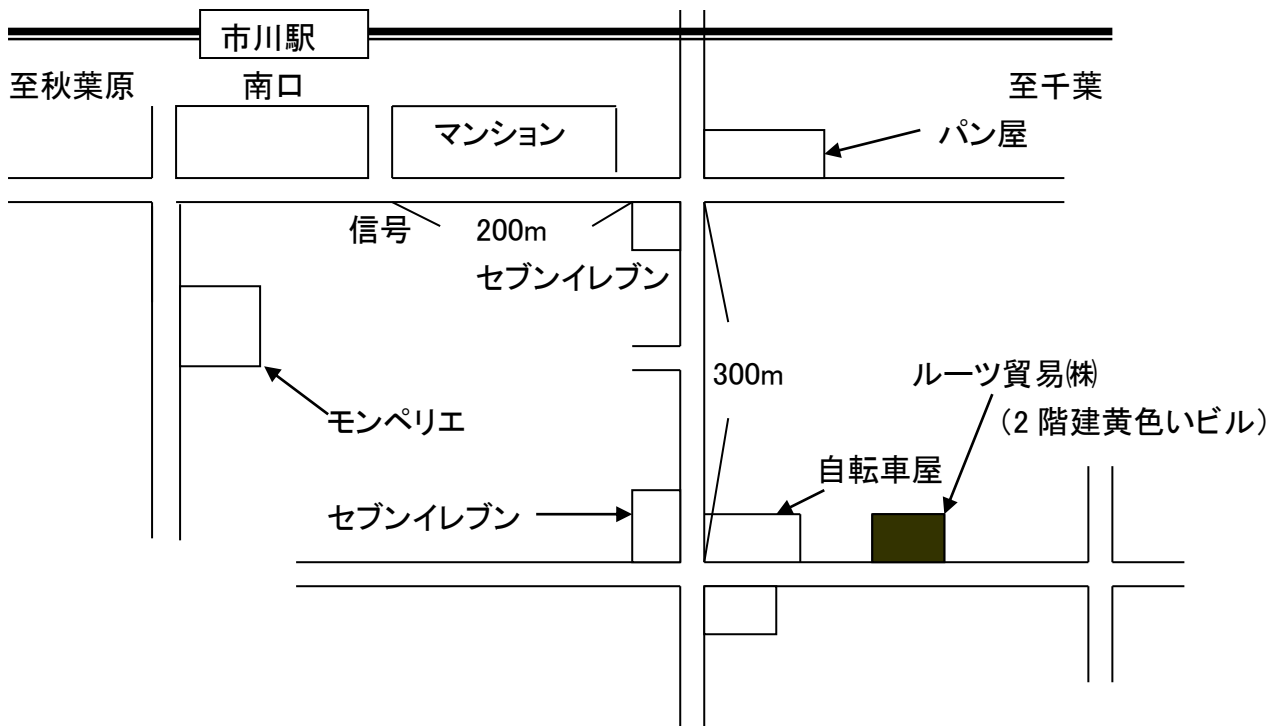 市川駅
至秋葉原
南口
至千葉
マンション
パン屋
信号
200m
セブンイレブン
300m
ルーツ貿易㈱
（2階建黄色いビル）
モンペリエ
自転車屋
セブンイレブン